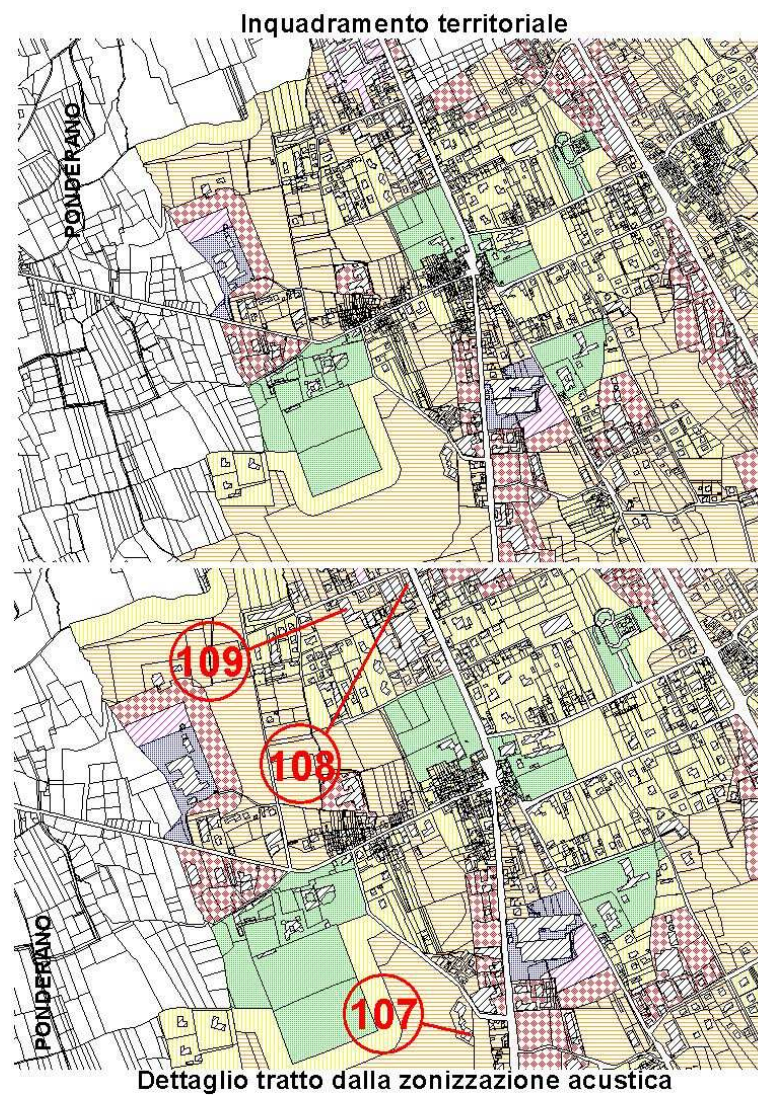 Inquadramento territoriale
PONDERANO
109
108
107
PONDERANO
Dettaglio tratto dalla zonizzazione acustica